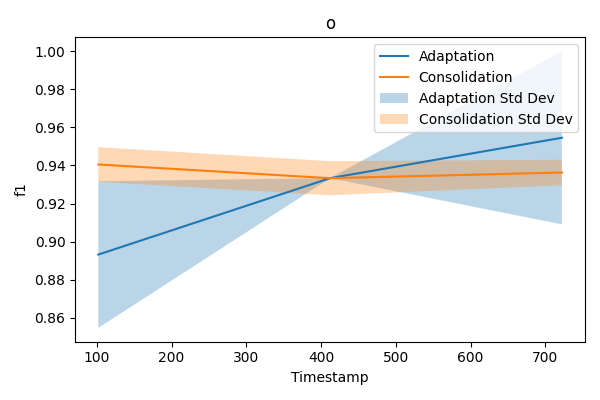 o
1.00
0.98
0.96
0.94
0.92
0.90
0.88
0.86
f1
100 200 300 400 500 600 700
Timestamp
Adaptation
Consolidation
Adaptation Std Dev
Consolidation Std Dev